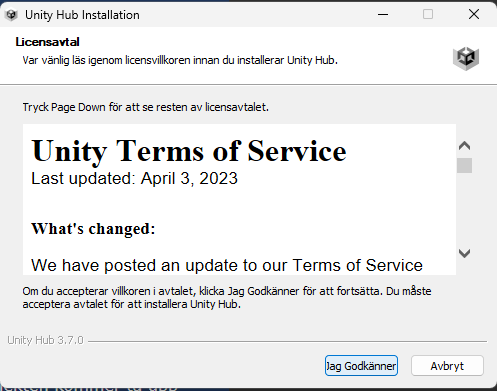 Unity Hub Installation
Licensavtal
Var vänlig läs igenom licensvillkoren innan du installerar Unity Hub.
Tryck Page Down för att se resten av licensavtalet.
Unity Terms of Service
Last updated: April 3, 2023
What's changed:
We have posted an update to our Terms of Service
Om du accepterar villkoren i avtalet, klicka Jag Godkänner för att fortsätta. Du måste
acceptera avtalet för att installera Unity Hub.
Unity Hub 3.7.0
Jag Godkänner
Avbryt